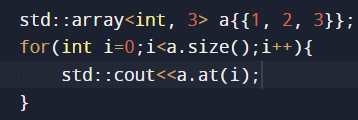 std::array<int, 3> a{{1, 2, 3}};
for(int i=0;i<a.size();i++){
    std::cout<<a.at(i);
}